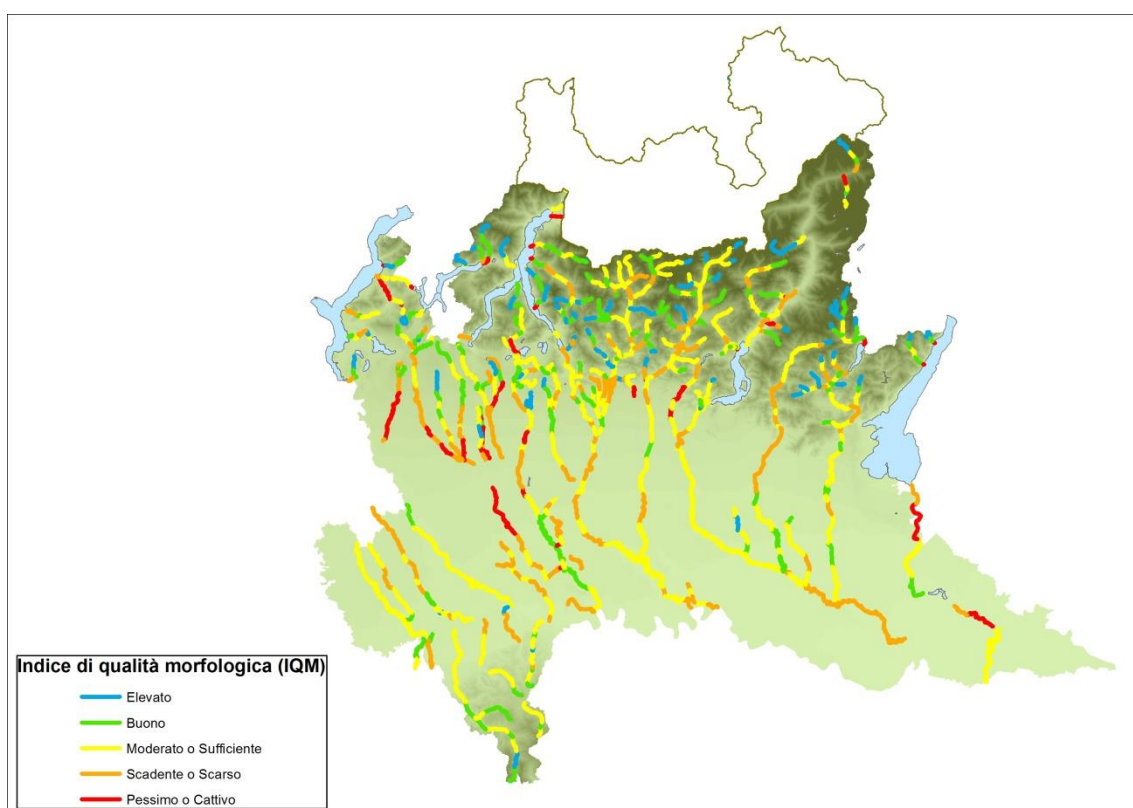 Indice di qualità morfologica (IQM)
Elevato
Buono
Moderato o Sufficiente
Scadente o Scarso
Pessimo o Cattivo